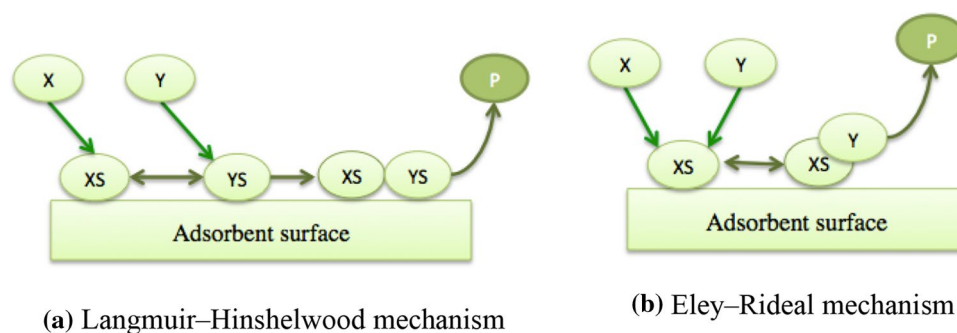 X
Y
P
XS
YS
XS
YS
Adsorbent surface
(a) Langmuir–Hinshelwood mechanism
X
Y
P
XS
XS
Y
Adsorbent surface
(b) Eley–Rideal mechanism